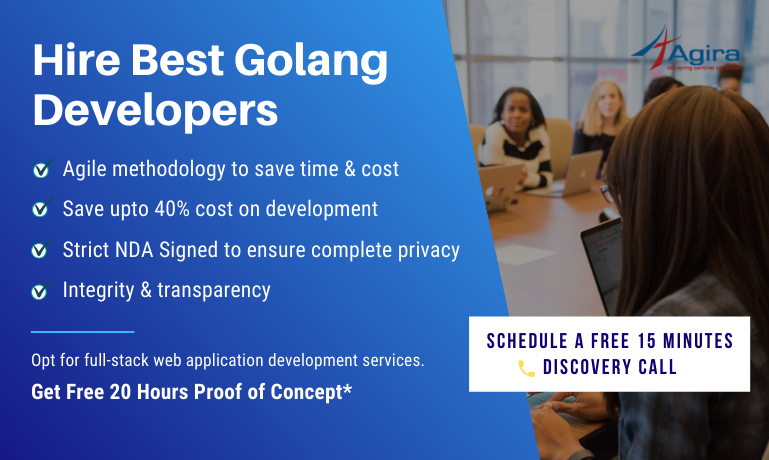 Hire Best Golang
Developers
Agile methodology to save time & cost
Save upto 40% cost on development
Strict NDA Signed to ensure complete privacy
Integrity & transparency
Opt for full-stack web application development services.
Get Free 20 Hours Proof of Concept*
Agira
SCHEDULE A FREE 15 MINUTES
DISCOVERY CALL